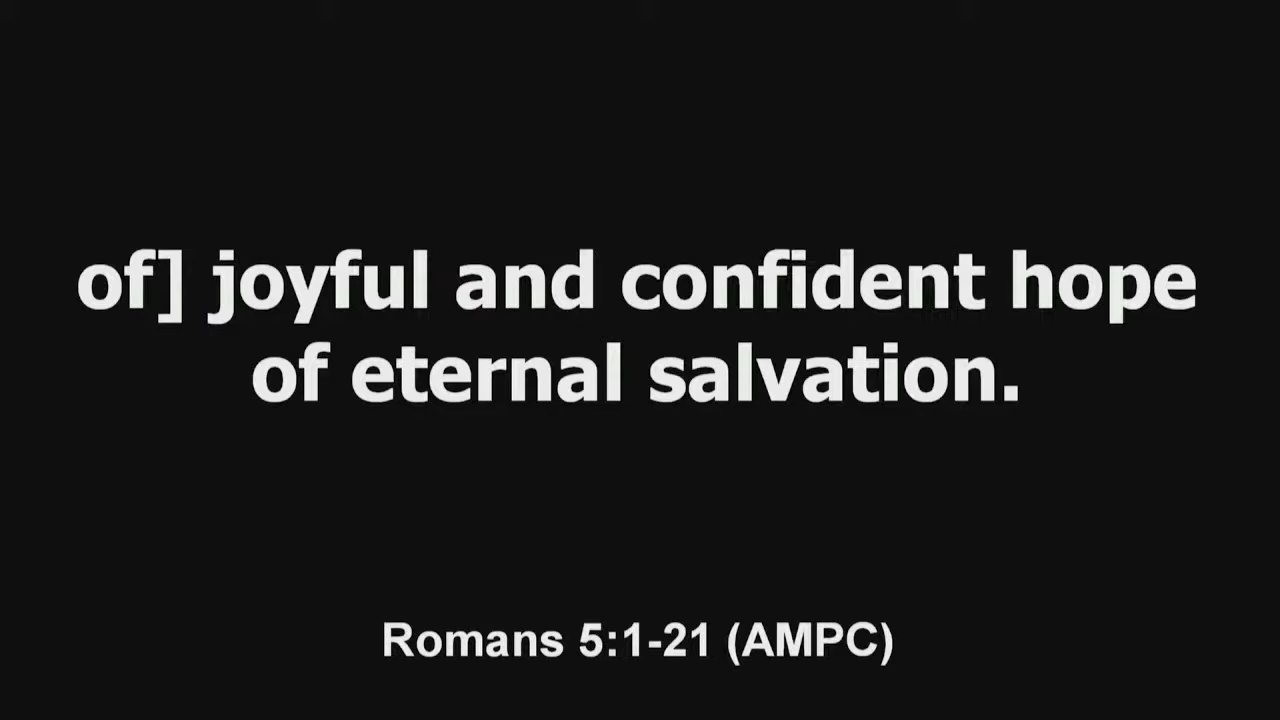 of] joyful and confident hope
of eternal salvation.
Romans 5:1-21 (AMPC)